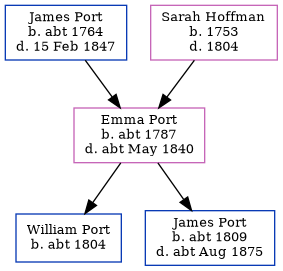 James Port
b. abt 1764
d. 15 Feb 1847
Sarah Hoffman
b. 1753
d. 1804
Emma Port
b. abt 1787
d. abt May 1840
William Port
b. abt 1804
James Port
b. abt 1809
d. abt Aug 1875